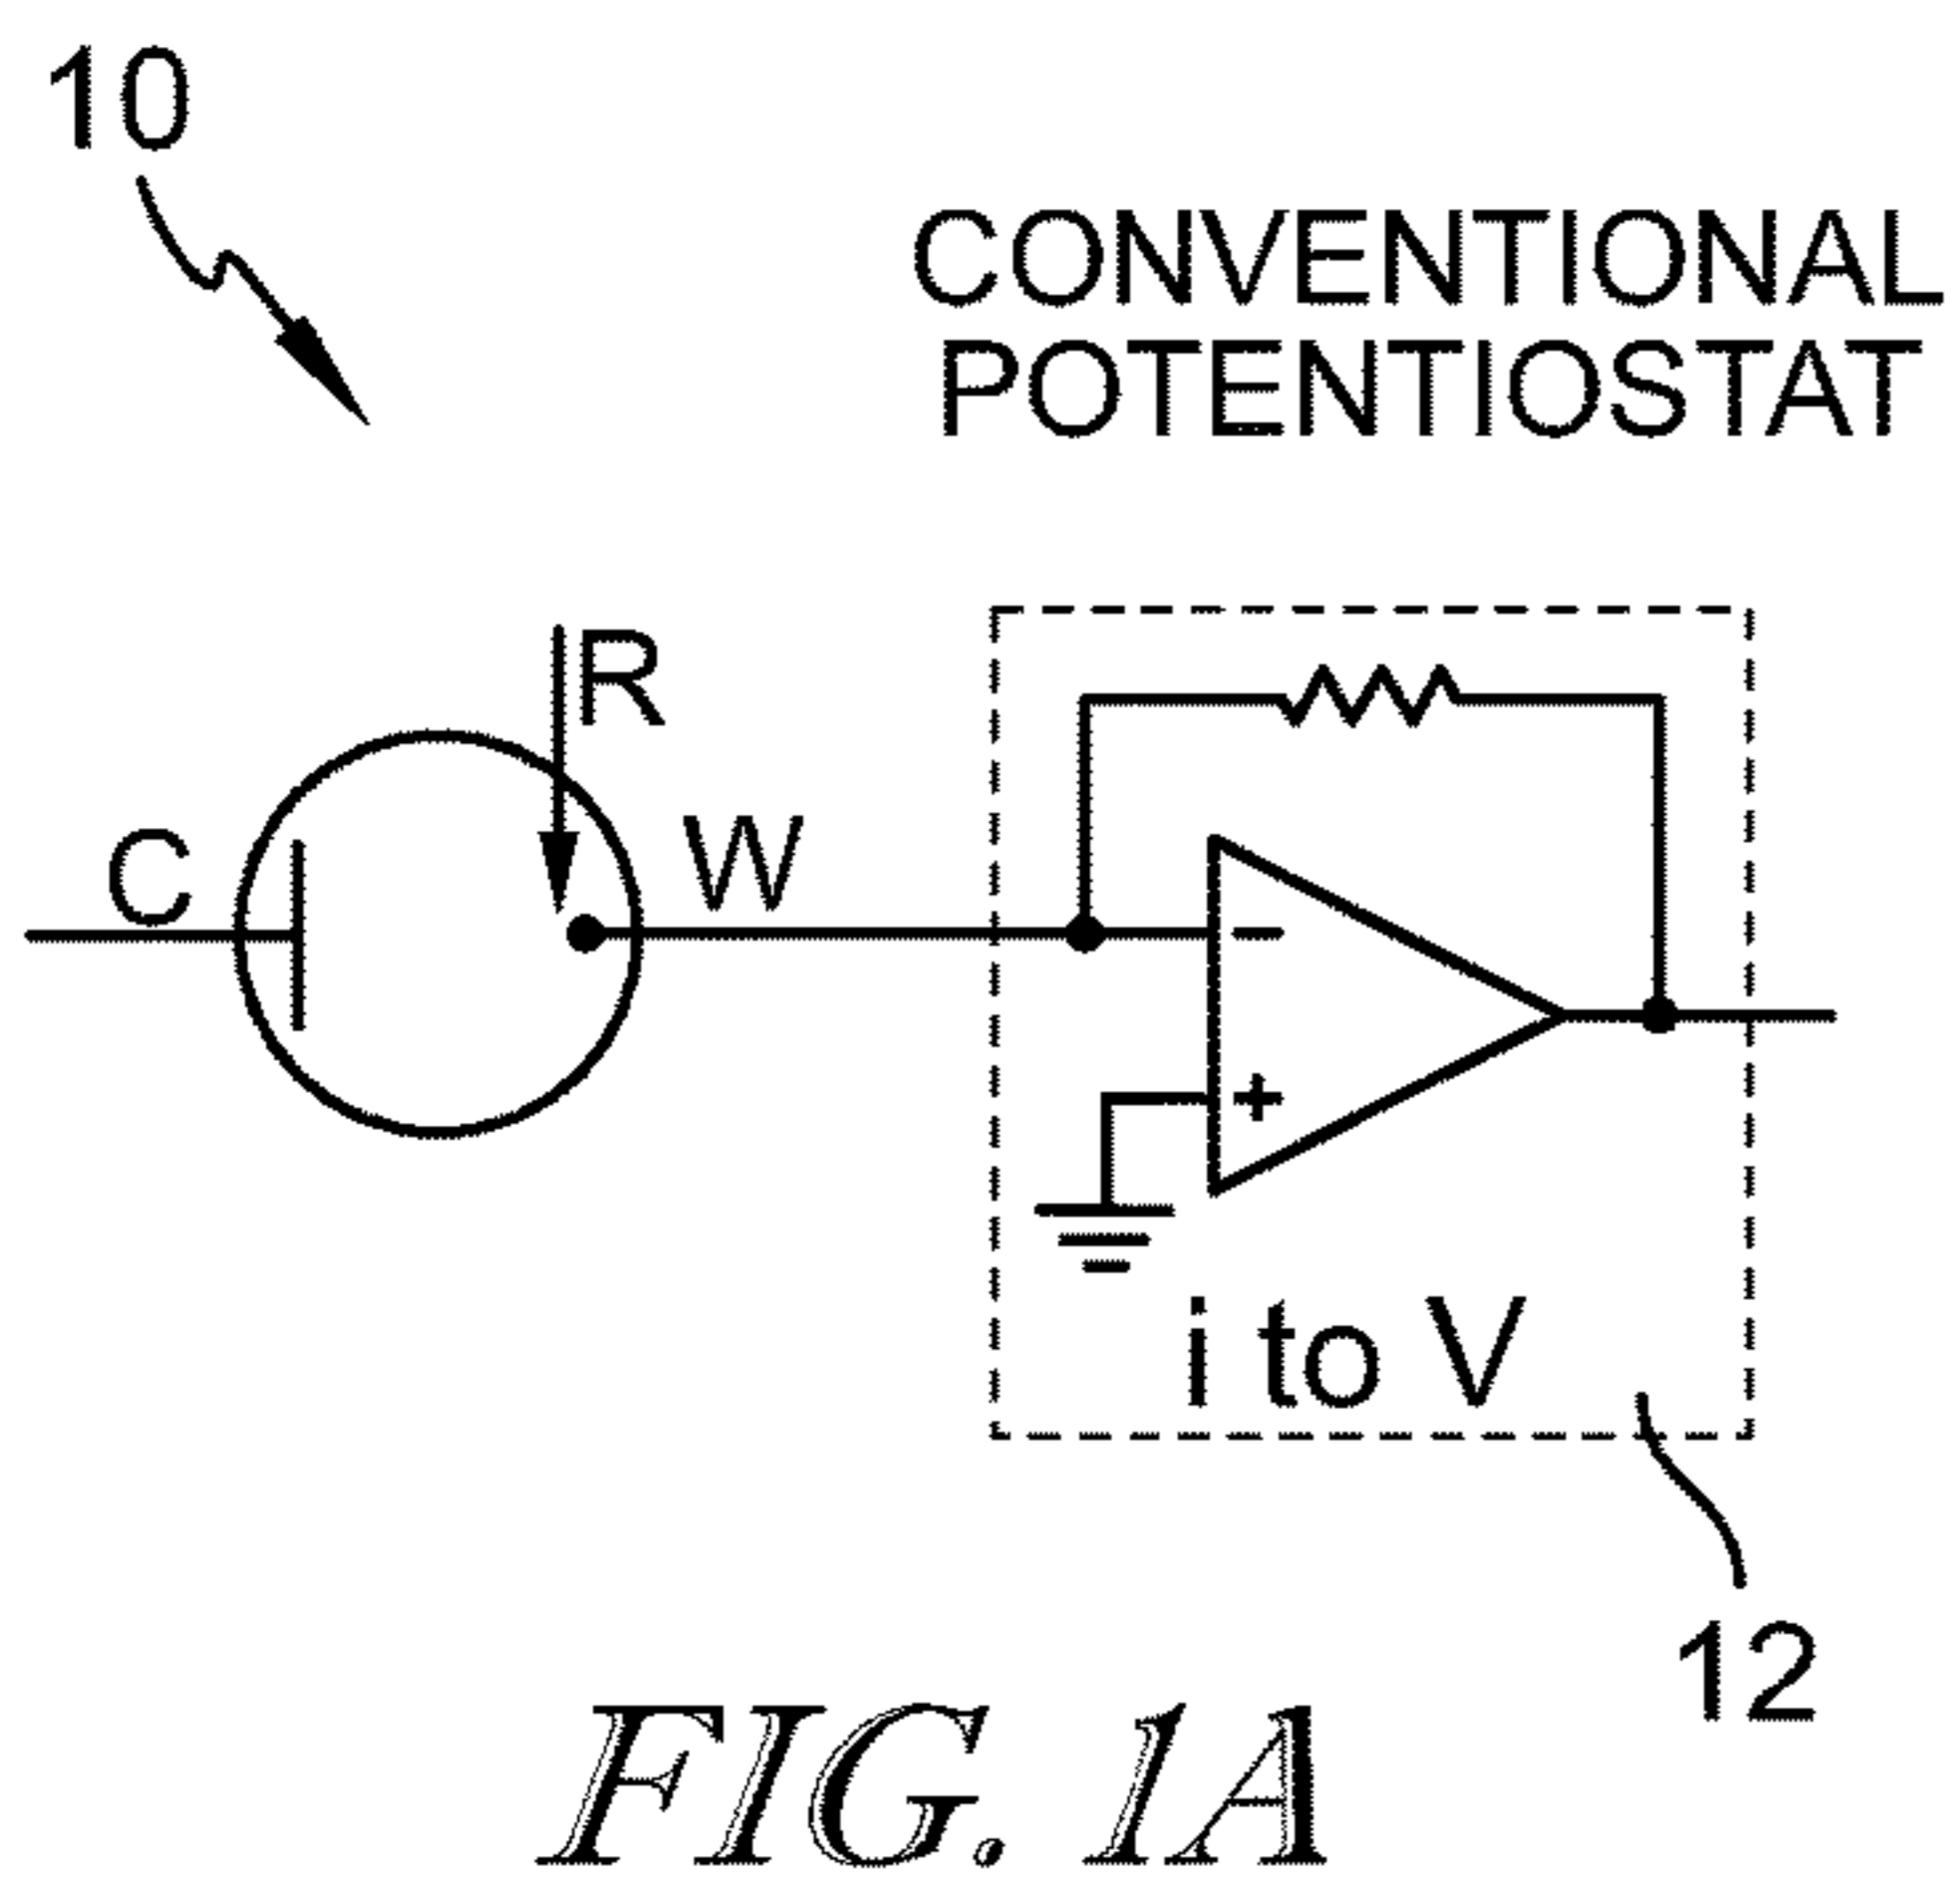 10
CONVENTIONAL
POTENTIOSTAT
R
C
W
−
+
i to V
12
FIG. 1A